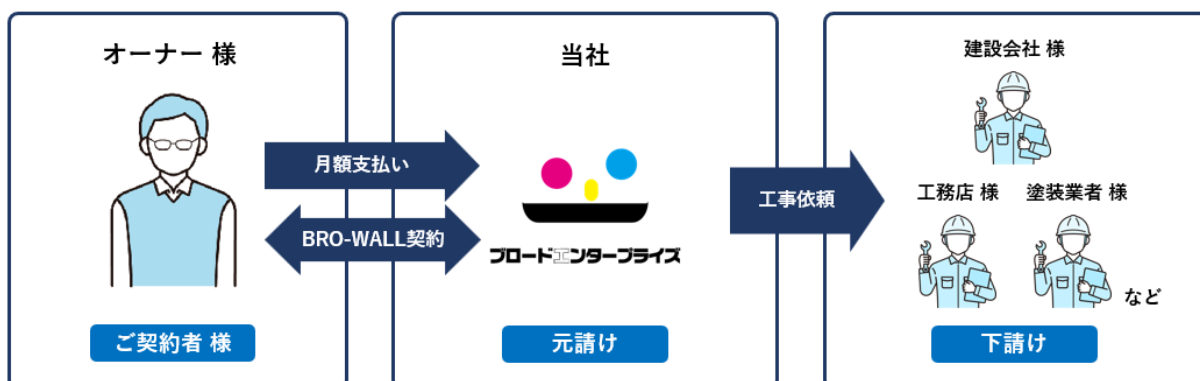 オーナー 様
月額支払い
BRO-WALL契約
ご契約者 様
当社
ブロードエンタープライズ
元請け
工事依頼
建設会社 様
工務店 様
塗装業者 様
など
下請け